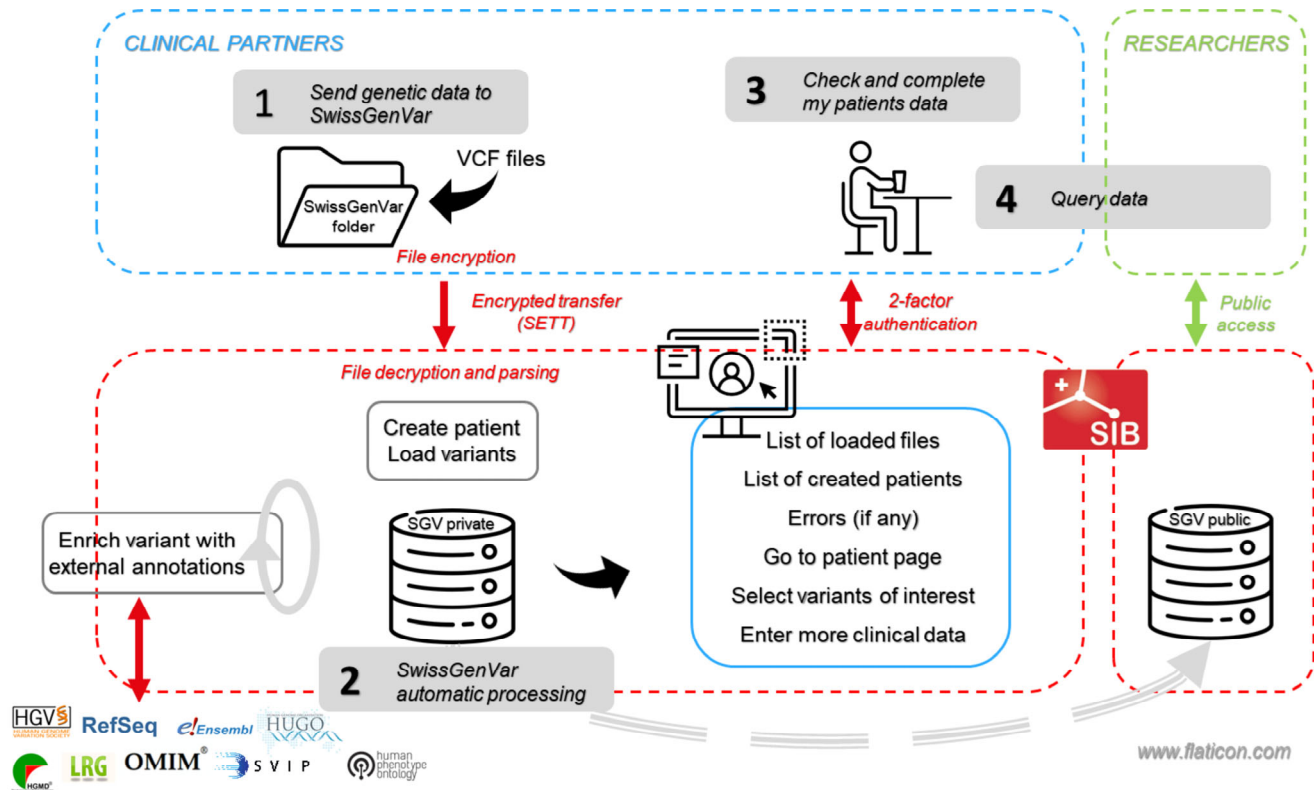 CLINICAL PARTNERS
RESEARCHERS
1
Send genetic data to
SwissGenVar
VCF files
SwissGenVar
folder
File encryption
3
Check and complete
my patients data
4
Query data
Encrypted transfer
(SETT)
2-factor
authentication
Public
access
File decryption and parsing
Create patient
Load variants
SGV private
Enrich variant with
external annotations
List of loaded files
List of created patients
Errors (if any)
Go to patient page
Select variants of interest
Enter more clinical data
SIB
SGV public
2
SwissGenVar
automatic processing
HGVS
HUMAN GENOME
VARIATION SOCIETY
RefSeq
e!Ensembl
HUGO
HGMD®
LRG
OMIM®
SVIP
human
phenotype
ontology
www.flaticon.com